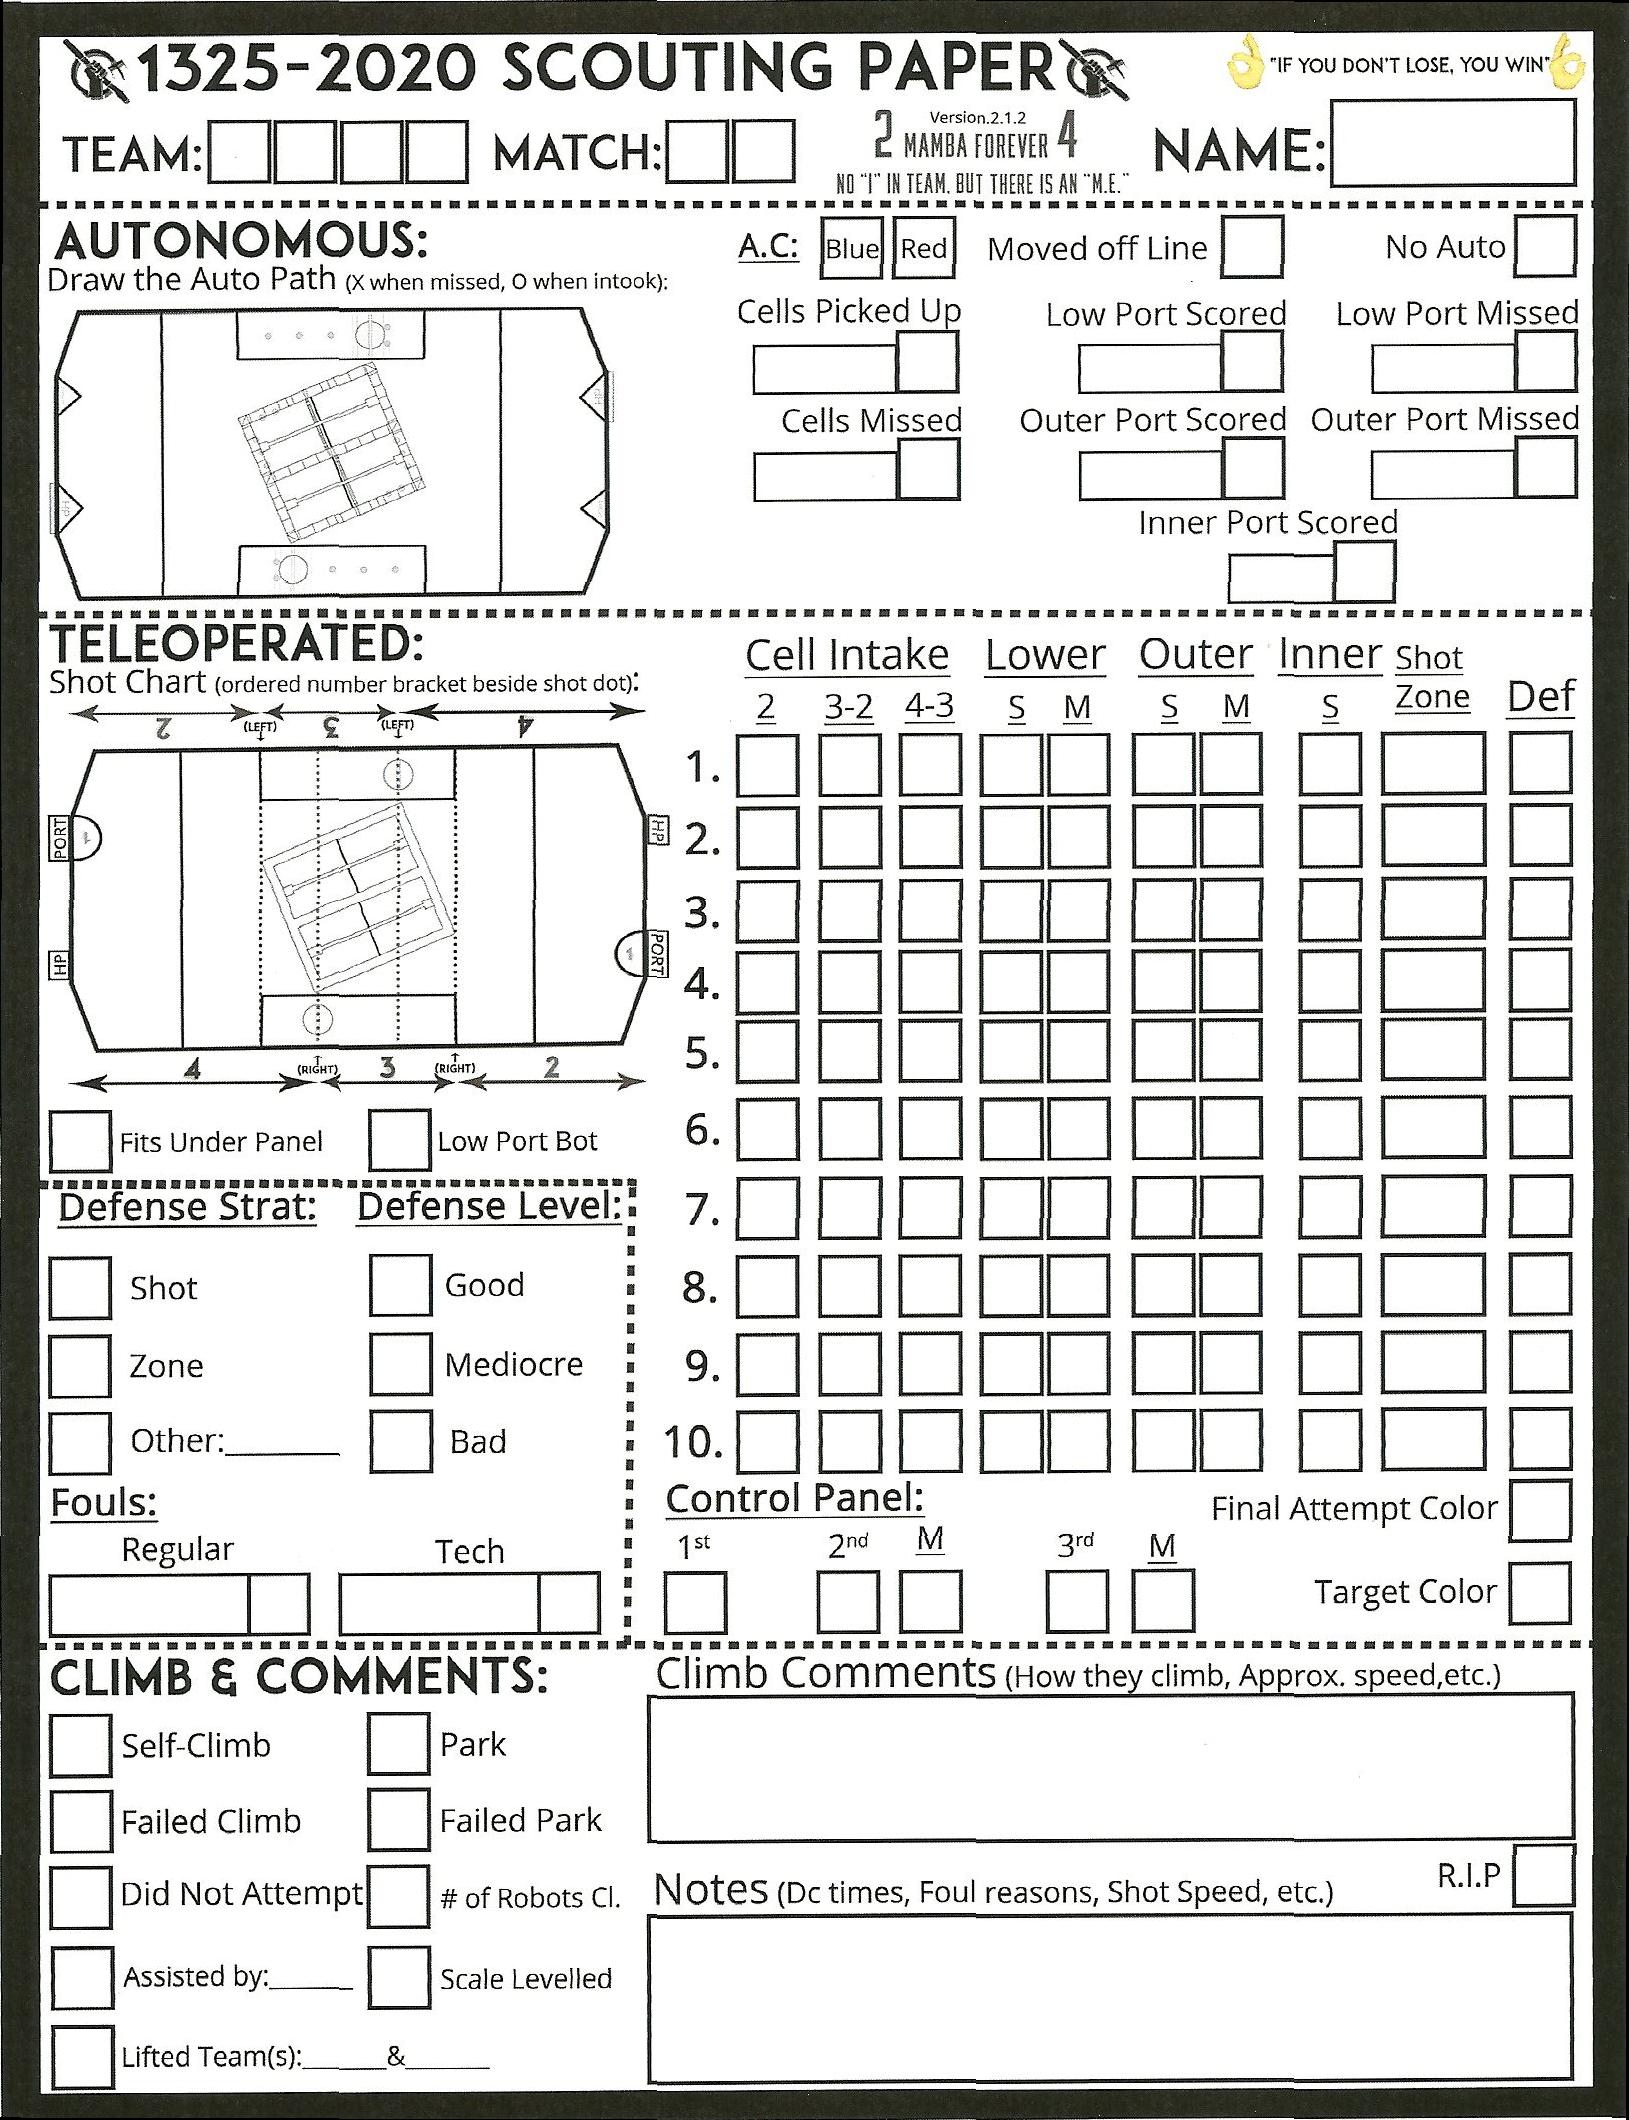 1325-2020 SCOUTING PAPER
"IF YOU DON'T LOSE, YOU WIN"
TEAM:
MATCH:
Version.2.1.2
2 MAMBA FOREVER 4
NO "I" IN TEAM. BUT THERE IS AN "M.E."
NAME:
AUTONOMOUS:
Draw the Auto Path (X when missed, O when intook):
HP
HP
A.C: Blue Red Moved off Line No Auto
Cells Picked Up Low Port Scored Low Port Missed
Cells Missed Outer Port Scored Outer Port Missed
Inner Port Scored
TELEOPERATED:
Shot Chart (ordered number bracket beside shot dot):
2 (LEFT) 3 (LEFT) 4
PORT 1 HP
HP 1 PORT
4 (RIGHT) 3 (RIGHT) 2
Fits Under Panel Low Port Bot
Cell Intake Lower Outer Inner Shot Zone Def
2 3-2 4-3 S M S M S
1.
2.
3.
4.
5.
6.
7.
8.
9.
10.
Defense Strat: Defense Level:
Shot Good
Zone Mediocre
Other:______ Bad
Fouls:
Regular Tech
Control Panel:
1st 2nd M 3rd M
Final Attempt Color
Target Color
CLIMB & COMMENTS:
Self-Climb Park
Failed Climb Failed Park
Did Not Attempt # of Robots Cl.
Assisted by:_____ Scale Levelled
Lifted Team(s):_____&_____
Climb Comments (How they climb, Approx. speed,etc.)
R.I.P
Notes (Dc times, Foul reasons, Shot Speed, etc.)